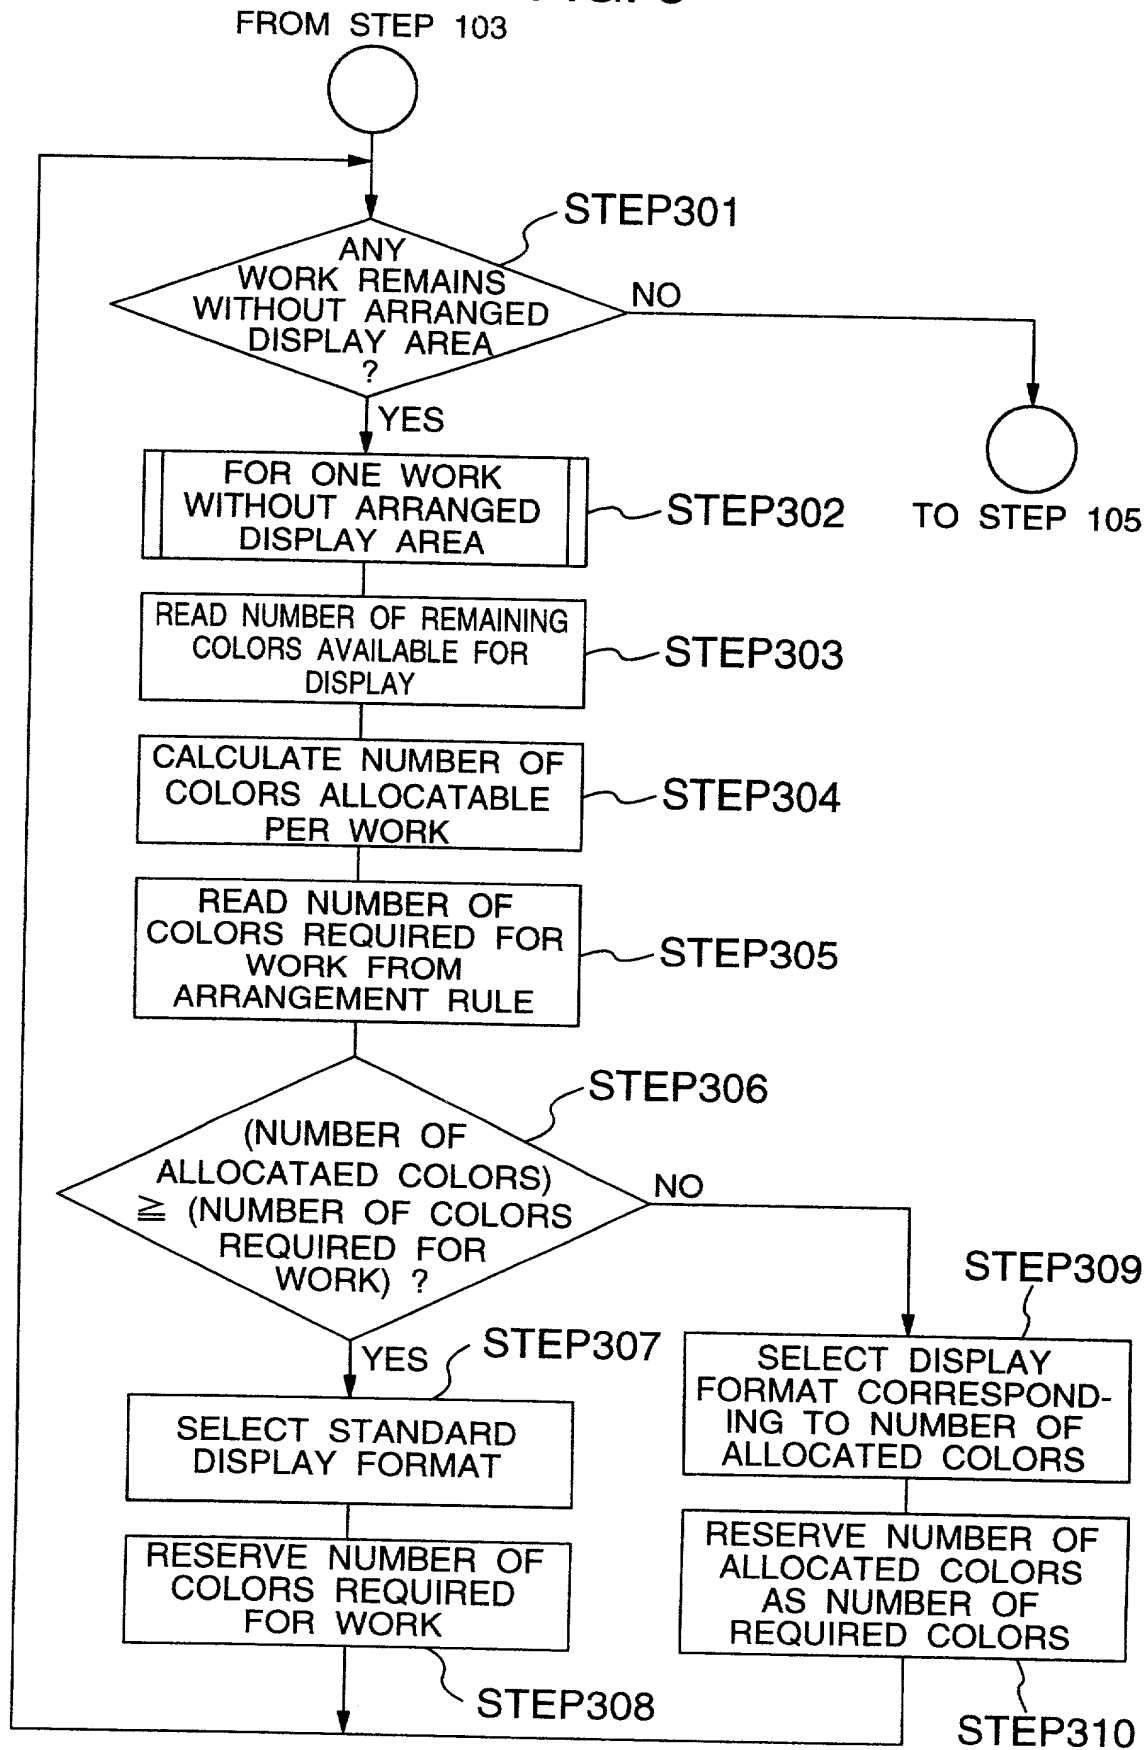 FROM STEP 103
STEP301
ANY
WORK REMAINS
WITHOUT ARRANGED
DISPLAY AREA
?
NO
YES
TO STEP 105
FOR ONE WORK
WITHOUT ARRANGED
DISPLAY AREA
STEP302
READ NUMBER OF REMAINING
COLORS AVAILABLE FOR
DISPLAY
STEP303
CALCULATE NUMBER OF
COLORS ALLOCATABLE
PER WORK
STEP304
READ NUMBER OF
COLORS REQUIRED FOR
WORK FROM
ARRANGEMENT RULE
STEP305
STEP306
(NUMBER OF
ALLOCATAED COLORS)
≧ (NUMBER OF COLORS
REQUIRED FOR
WORK) ?
NO
YES
STEP307
SELECT STANDARD
DISPLAY FORMAT
RESERVE NUMBER OF
COLORS REQUIRED
FOR WORK
STEP308
STEP309
SELECT DISPLAY
FORMAT CORRESPOND-
ING TO NUMBER OF
ALLOCATED COLORS
RESERVE NUMBER OF
ALLOCATED COLORS
AS NUMBER OF
REQUIRED COLORS
STEP310